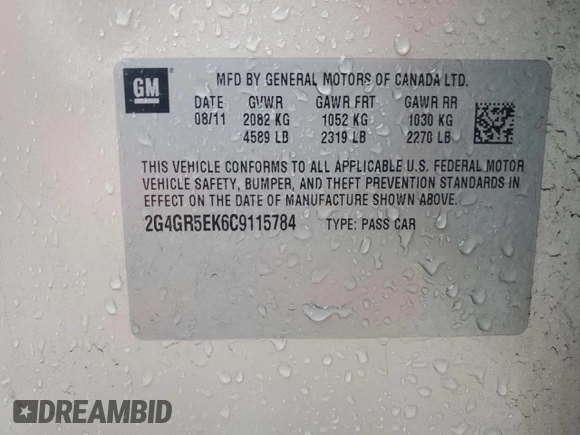 GM
MFD BY GENERAL MOTORS OF CANADA LTD.
DATE GVWR GAWR FRT GAWR RR
08/11 2082 KG 1052 KG 1030 KG
4589 LB 2319 LB 2270 LB
THIS VEHICLE CONFORMS TO ALL APPLICABLE U.S. FEDERAL MOTOR
VEHICLE SAFETY, BUMPER, AND THEFT PREVENTION STANDARDS IN
EFFECT ON THE DATE OF MANUFACTURE SHOWN ABOVE.
2G4GR5EK6C9115784 TYPE: PASS CAR
DREAMBID